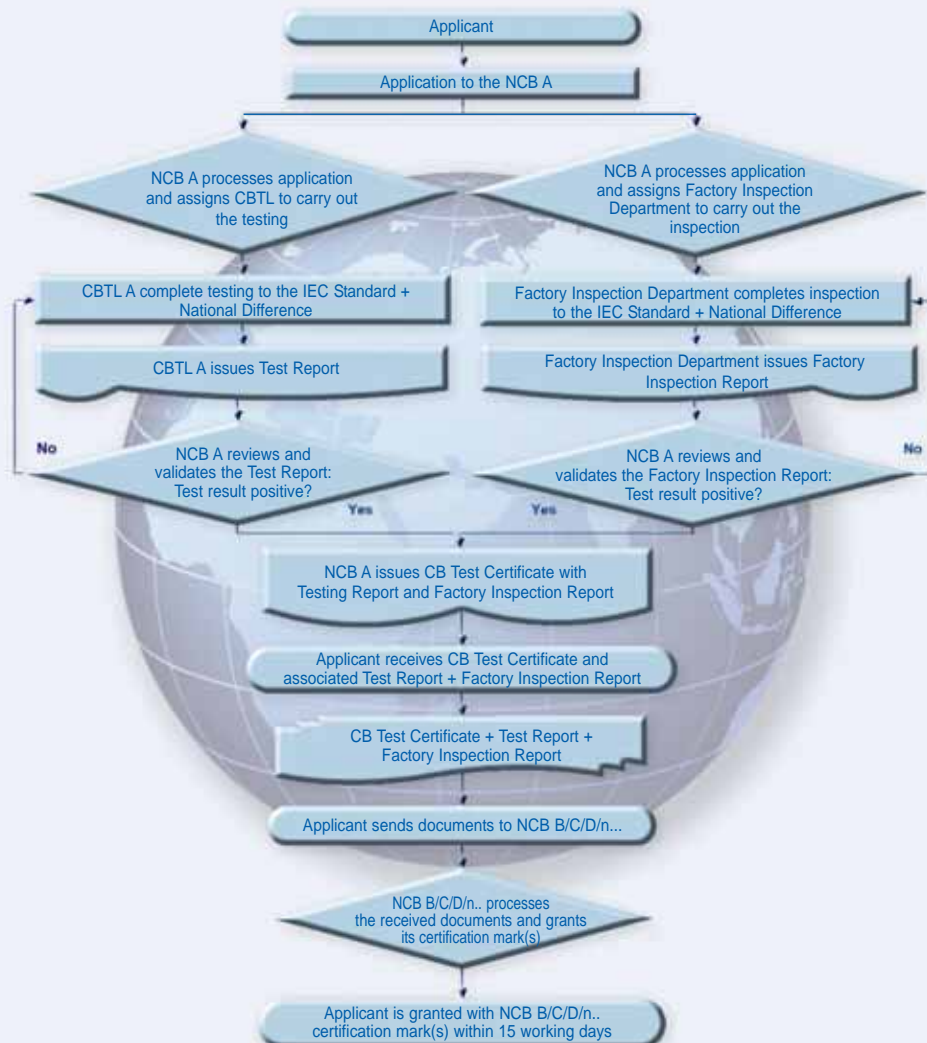 Applicant
Application to the NCB A
NCB A processes application
and assigns CBTL to carry out
the testing
NCB A processes application
and assigns Factory Inspection
Department to carry out the
inspection
CBTL A complete testing to the IEC Standard +
National Difference
Factory Inspection Department completes inspection
to the IEC Standard + National Difference
CBTL A issues Test Report
Factory Inspection Department issues Factory
Inspection Report
No
NCB A reviews and
validates the Test Report:
Test result positive?
NCB A reviews and
validates the Factory Inspection Report:
Test result positive?
No
Yes
Yes
NCB A issues CB Test Certificate with
Testing Report and Factory Inspection Report
Applicant receives CB Test Certificate and
associated Test Report + Factory Inspection Report
CB Test Certificate + Test Report +
Factory Inspection Report
Applicant sends documents to NCB B/C/D/n...
NCB B/C/D/n.. processes
the received documents and grants
its certification mark(s)
Applicant is granted with NCB B/C/D/n..
certification mark(s) within 15 working days